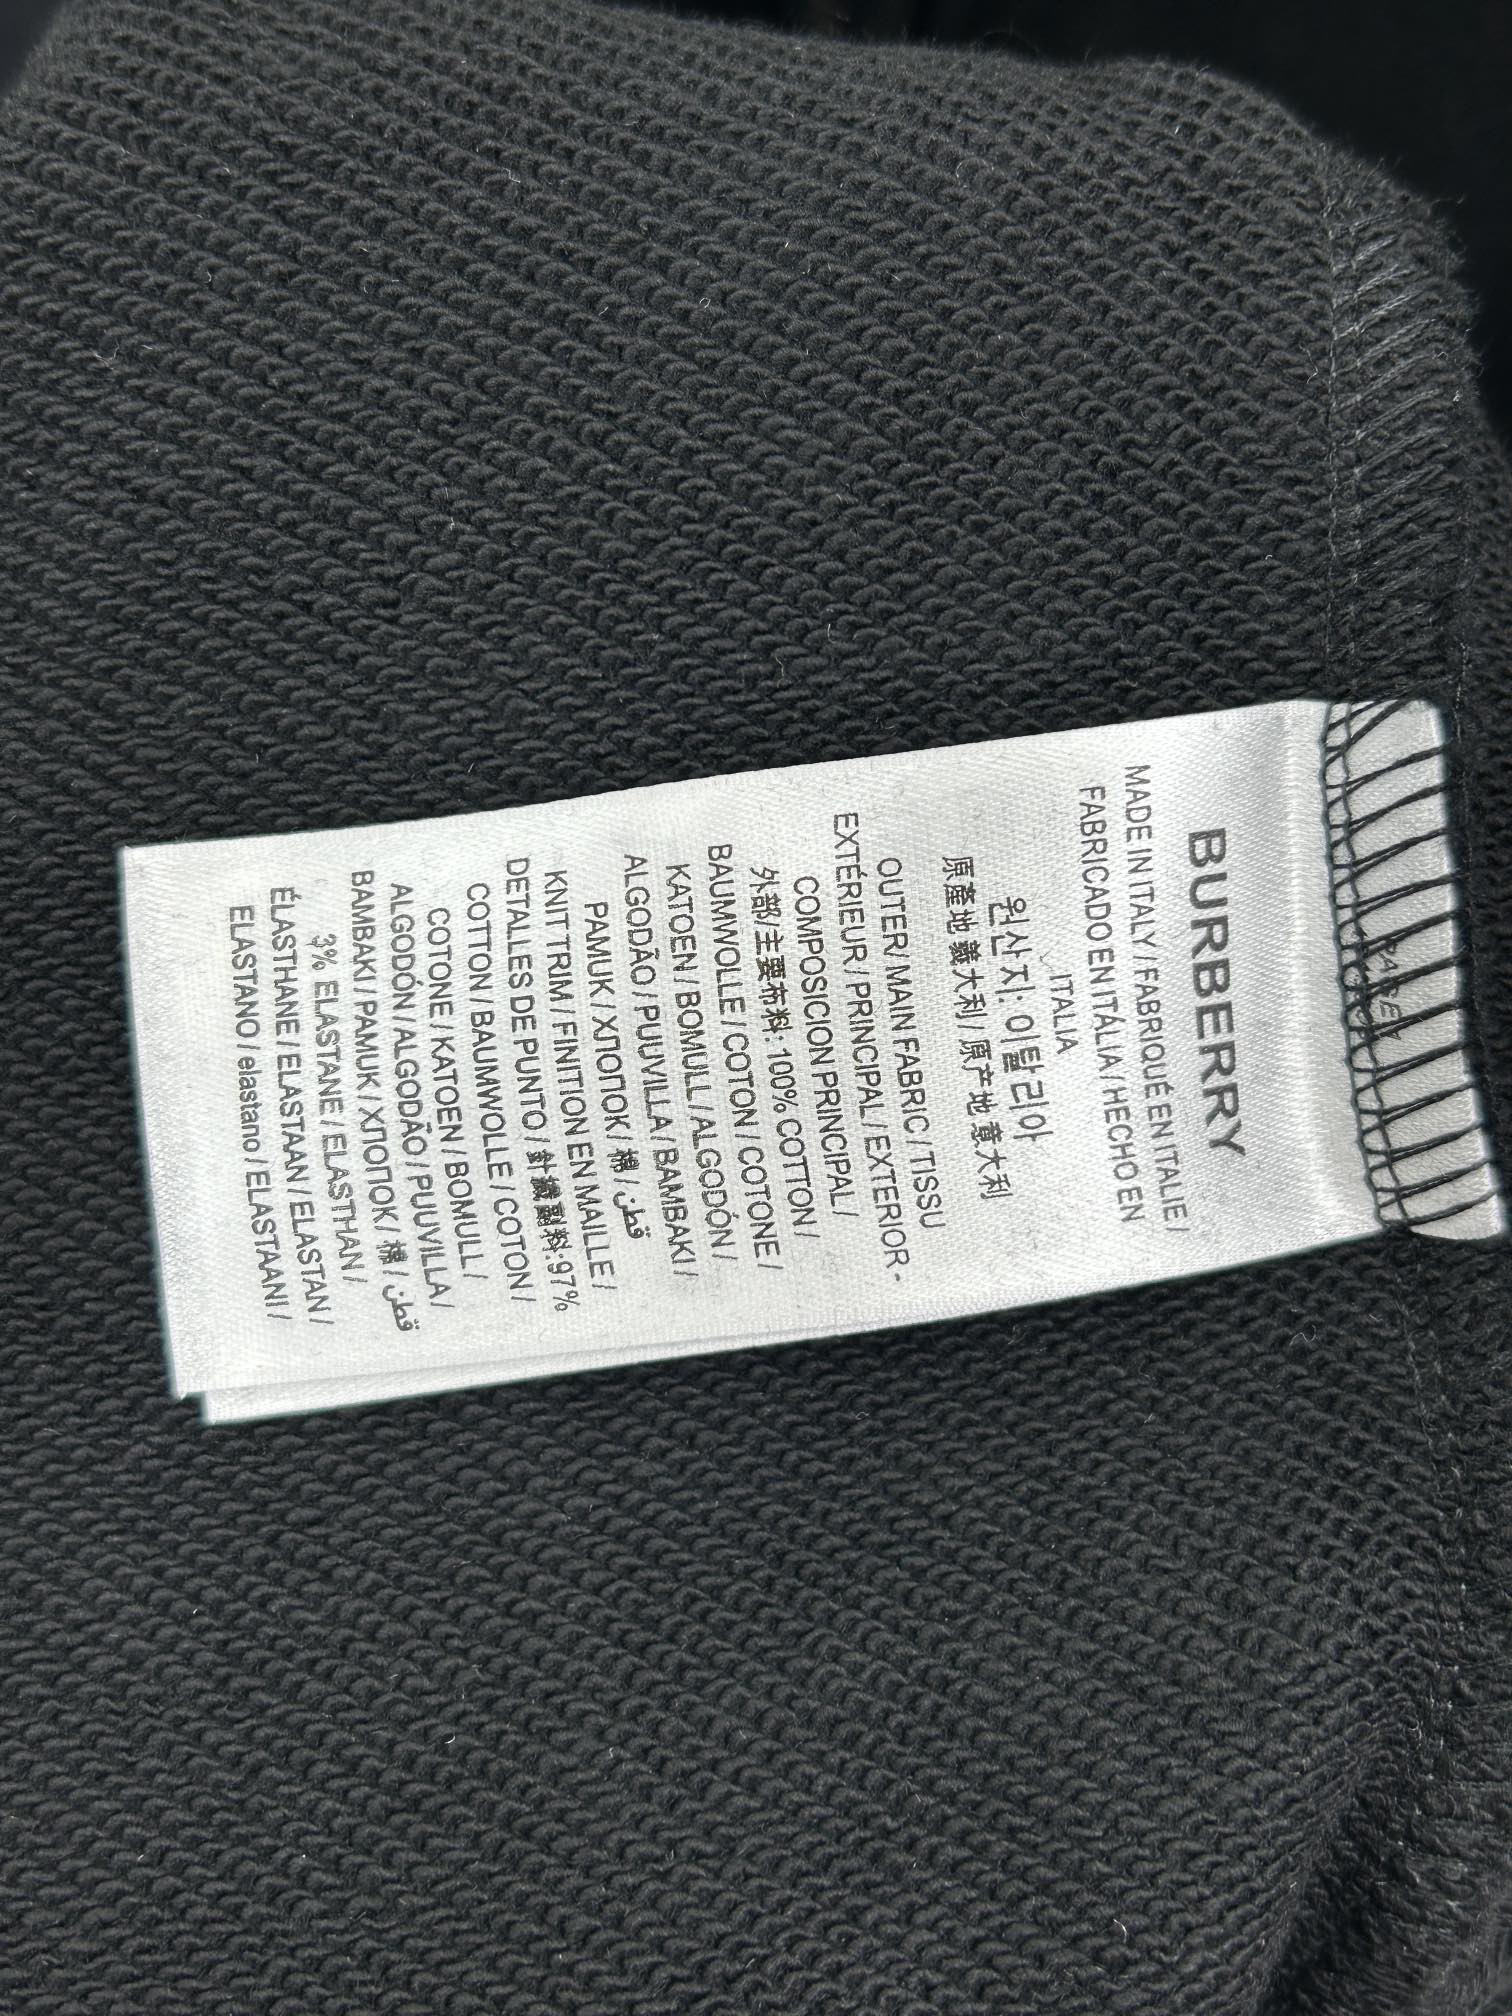 BURBERRY
MADE IN ITALY / FABRIQUÉ EN ITALIE /
FABRICADO EN ITÁLIA / HECHO EN
ITALIA
원산지: 이탈리아
原產地義大利 / 原产地意大利
OUTER/ MAIN FABRIC / TISSU
EXTÉRIEUR / PRINCIPAL / EXTERIOR-
COMPOSICION PRINCIPAL /
外部/主要布料: 100% COTTON /
BAUMWOLLE / COTON / COTONE /
KATOEN / BOMULL / ALGODÓN /
ALGODÃO / PUUVILLA / BAMBAKI /
PAMUK / ХЛОПОК / 棉 / قطن
KNIT TRIM / FINITION EN MAILLE /
DETALLES DE PUNTO / 針織副料:97%
COTTON / BAUMWOLLE / COTON /
COTONE / KATOEN / BOMULL /
ALGODÓN / ALGODÃO / PUUVILLA /
BAMBAKI / PAMUK / ХЛОПОК / 棉 / قطن
3% ELASTANE / ELASTHAN /
ÉLASTHANE / ELASTAAN / ELASTAN /
ELASTANO / elastano / ELASTAANI /